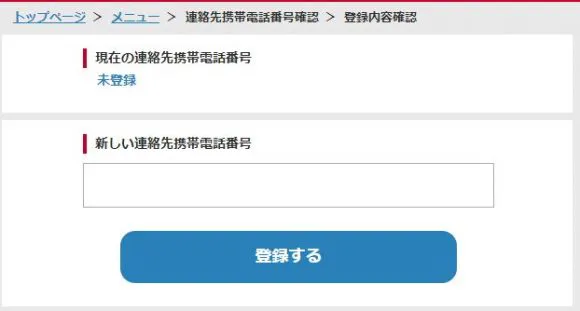 トップページ > メニュー > 連絡先携帯電話番号確認 > 登録内容確認
現在の連絡先携帯電話番号
未登録
新しい連絡先携帯電話番号
登録する